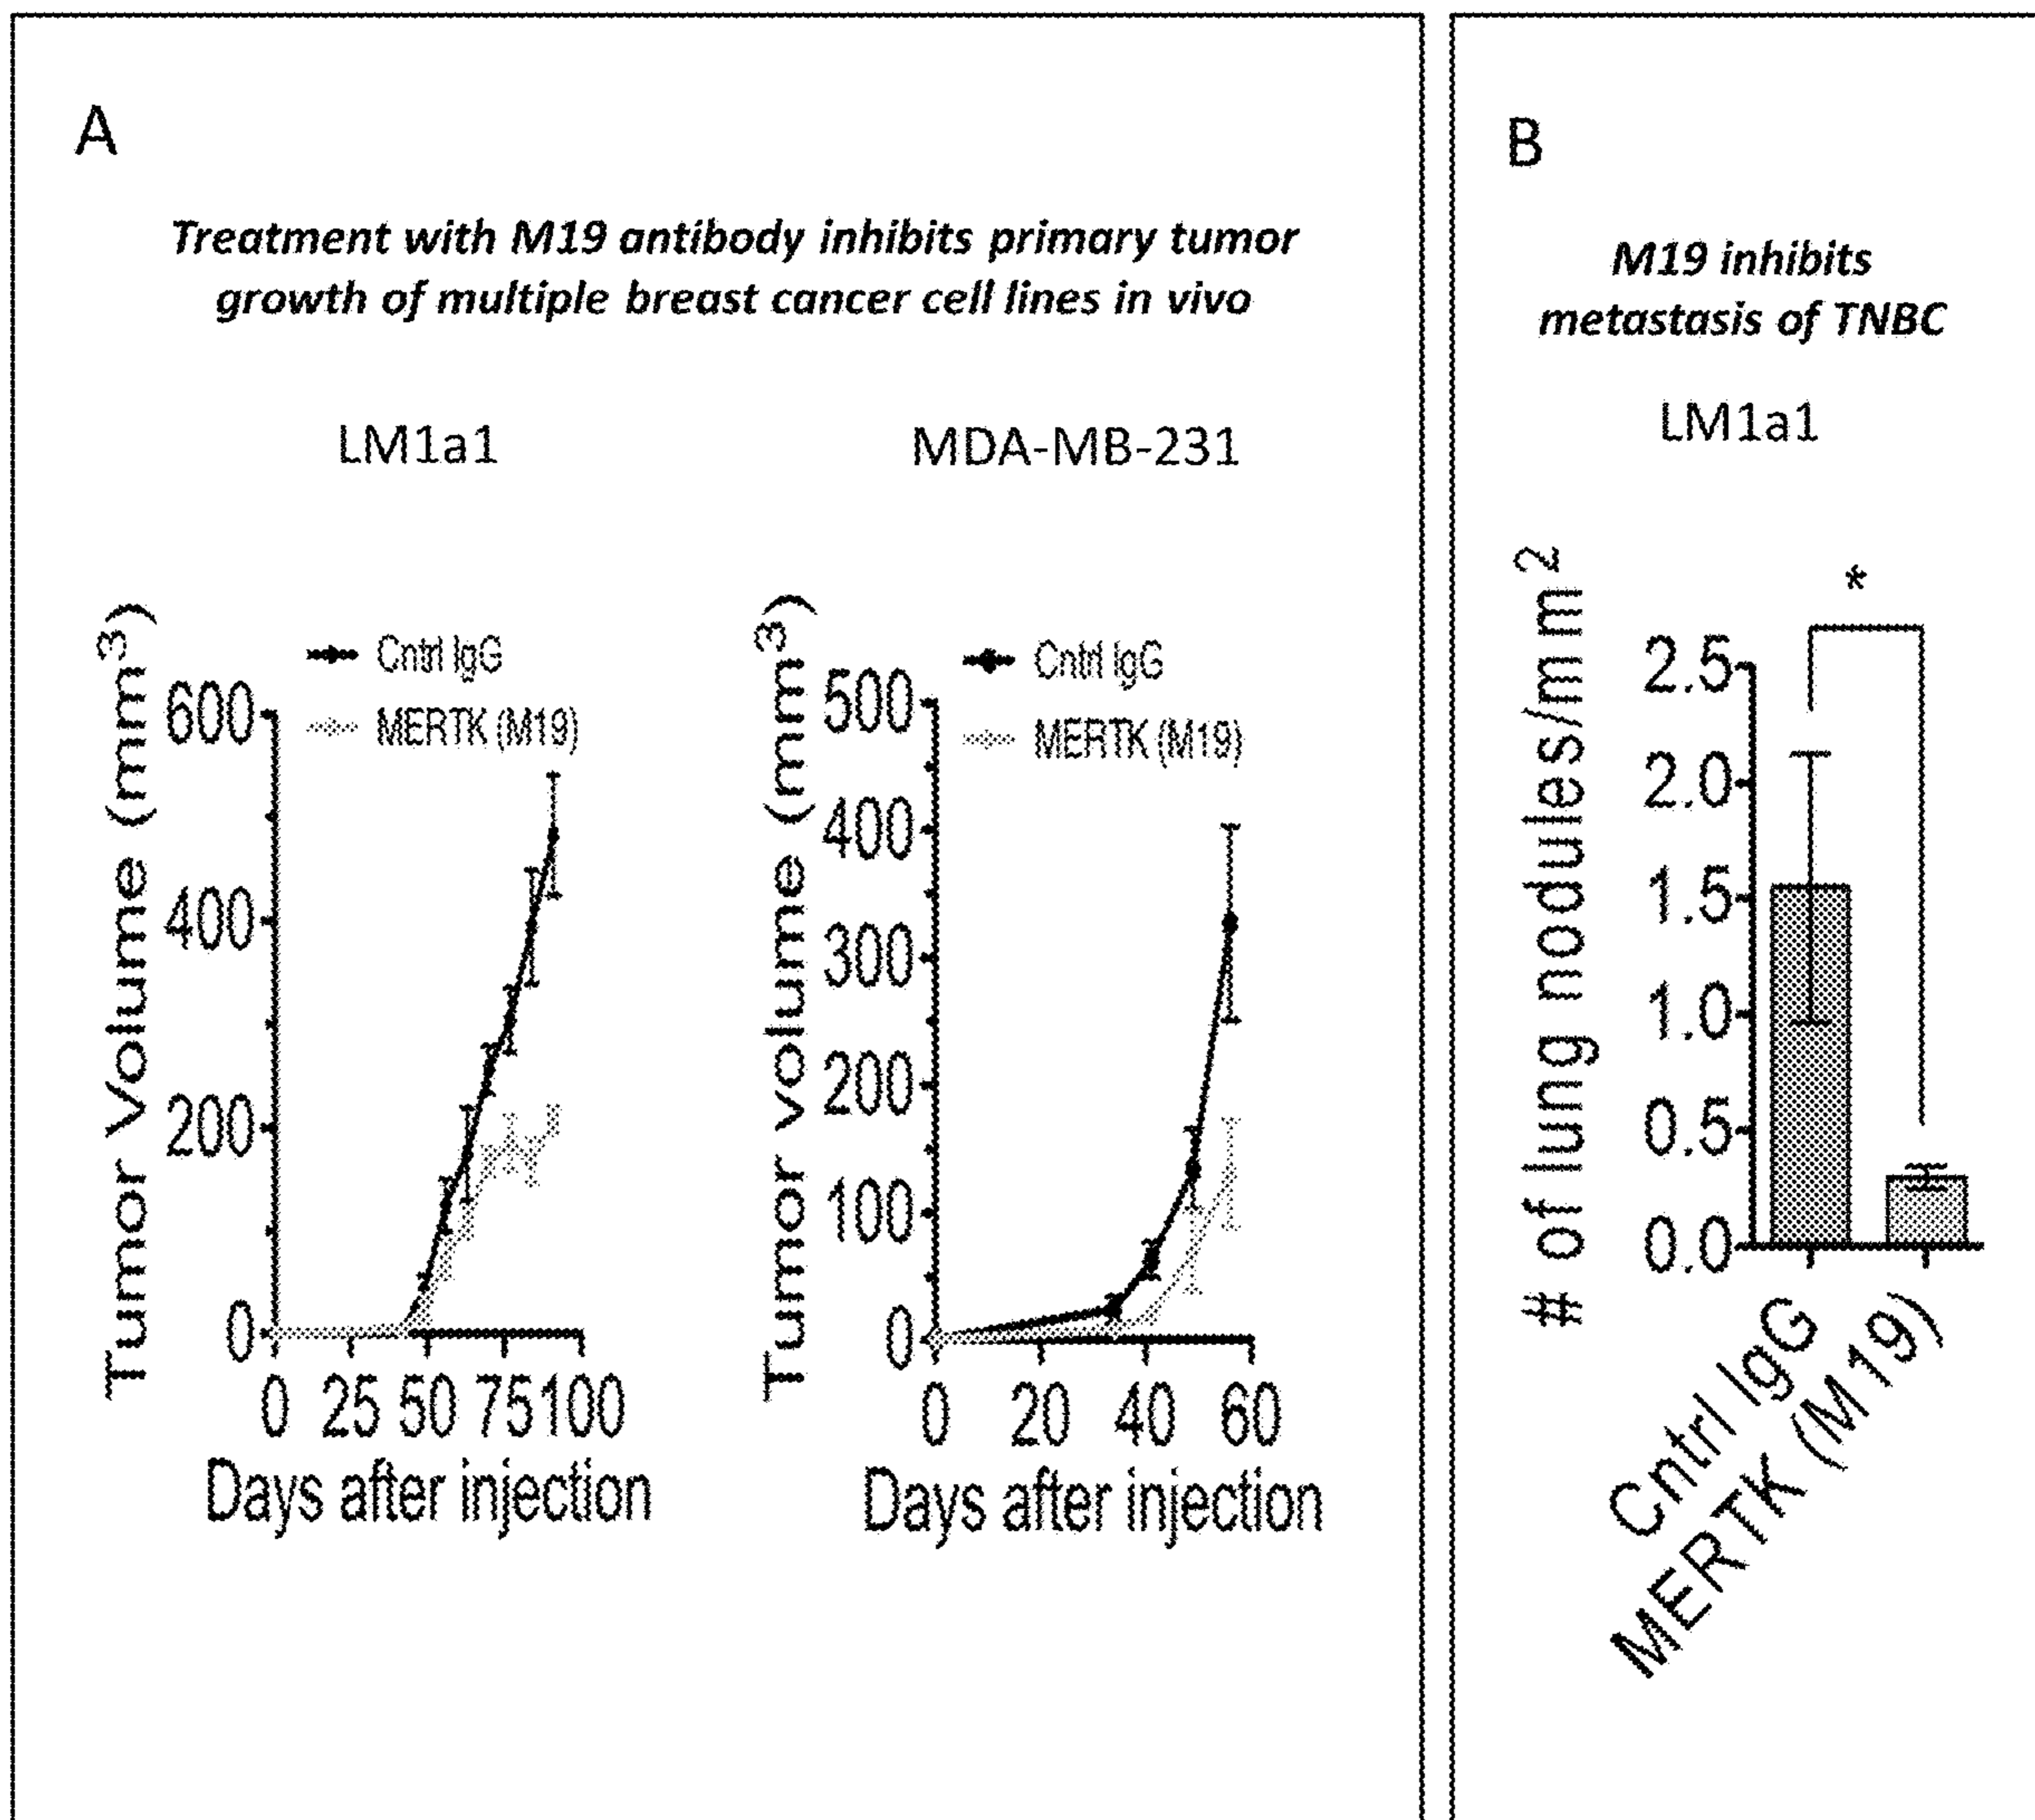 A
Treatment with M19 antibody inhibits primary tumor
growth of multiple breast cancer cell lines in vivo
LM1a1
Tumor Volume (mm3)
Cntrl IgG
MERTK (M19)
600
400
200
0
0 25 50 75 100
Days after injection
MDA-MB-231
Tumor volume (mm3)
Cntrl IgG
MERTK (M19)
500
400
300
200
100
0
0 20 40 60
Days after injection
B
M19 inhibits
metastasis of TNBC
LM1a1
# of lung nodules/mm2
*
2.5
2.0
1.5
1.0
0.5
0.0
Cntrl IgG
MERTK (M19)